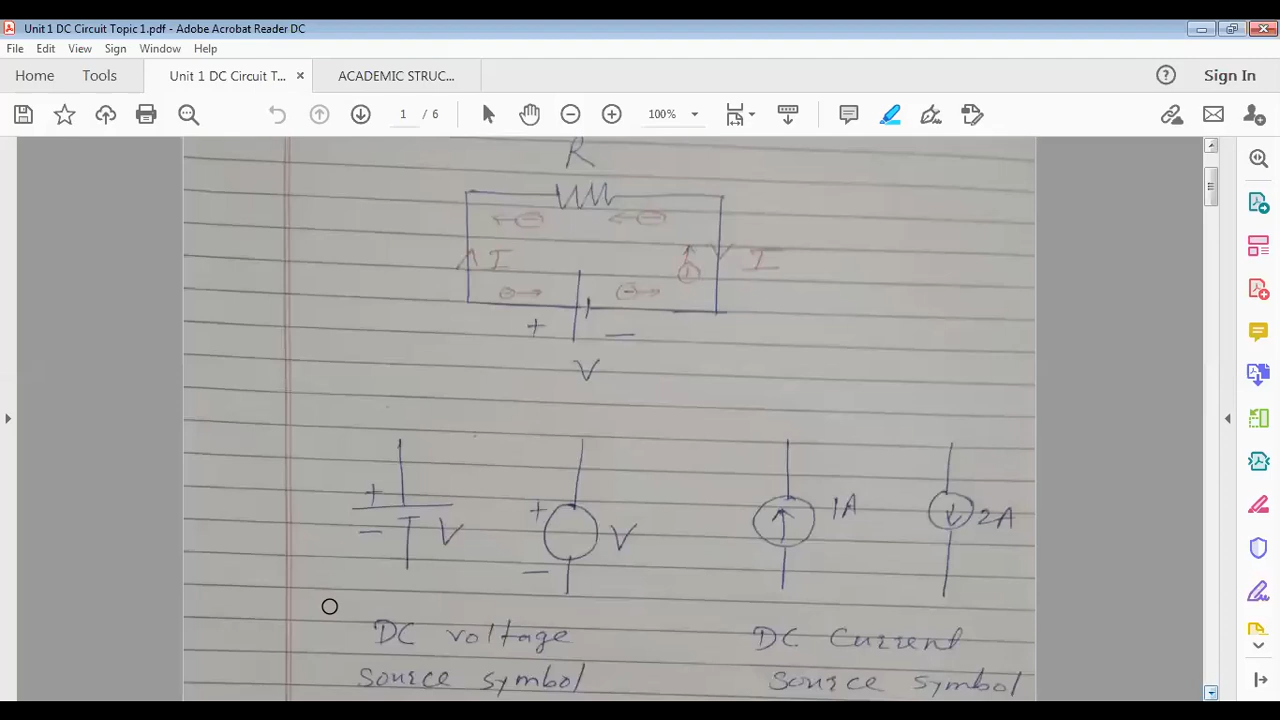 Unit 1 DC Circuit Topic 1.pdf - Adobe Acrobat Reader DC
File Edit View Sign Window Help
Home Tools Unit 1 DC Circuit T... × ACADEMIC STRUC... Sign In
1 / 6 100%
R
I I
+ −
V
+ − V + − V 1A 2A
DC voltage DC Current
source symbol source symbol